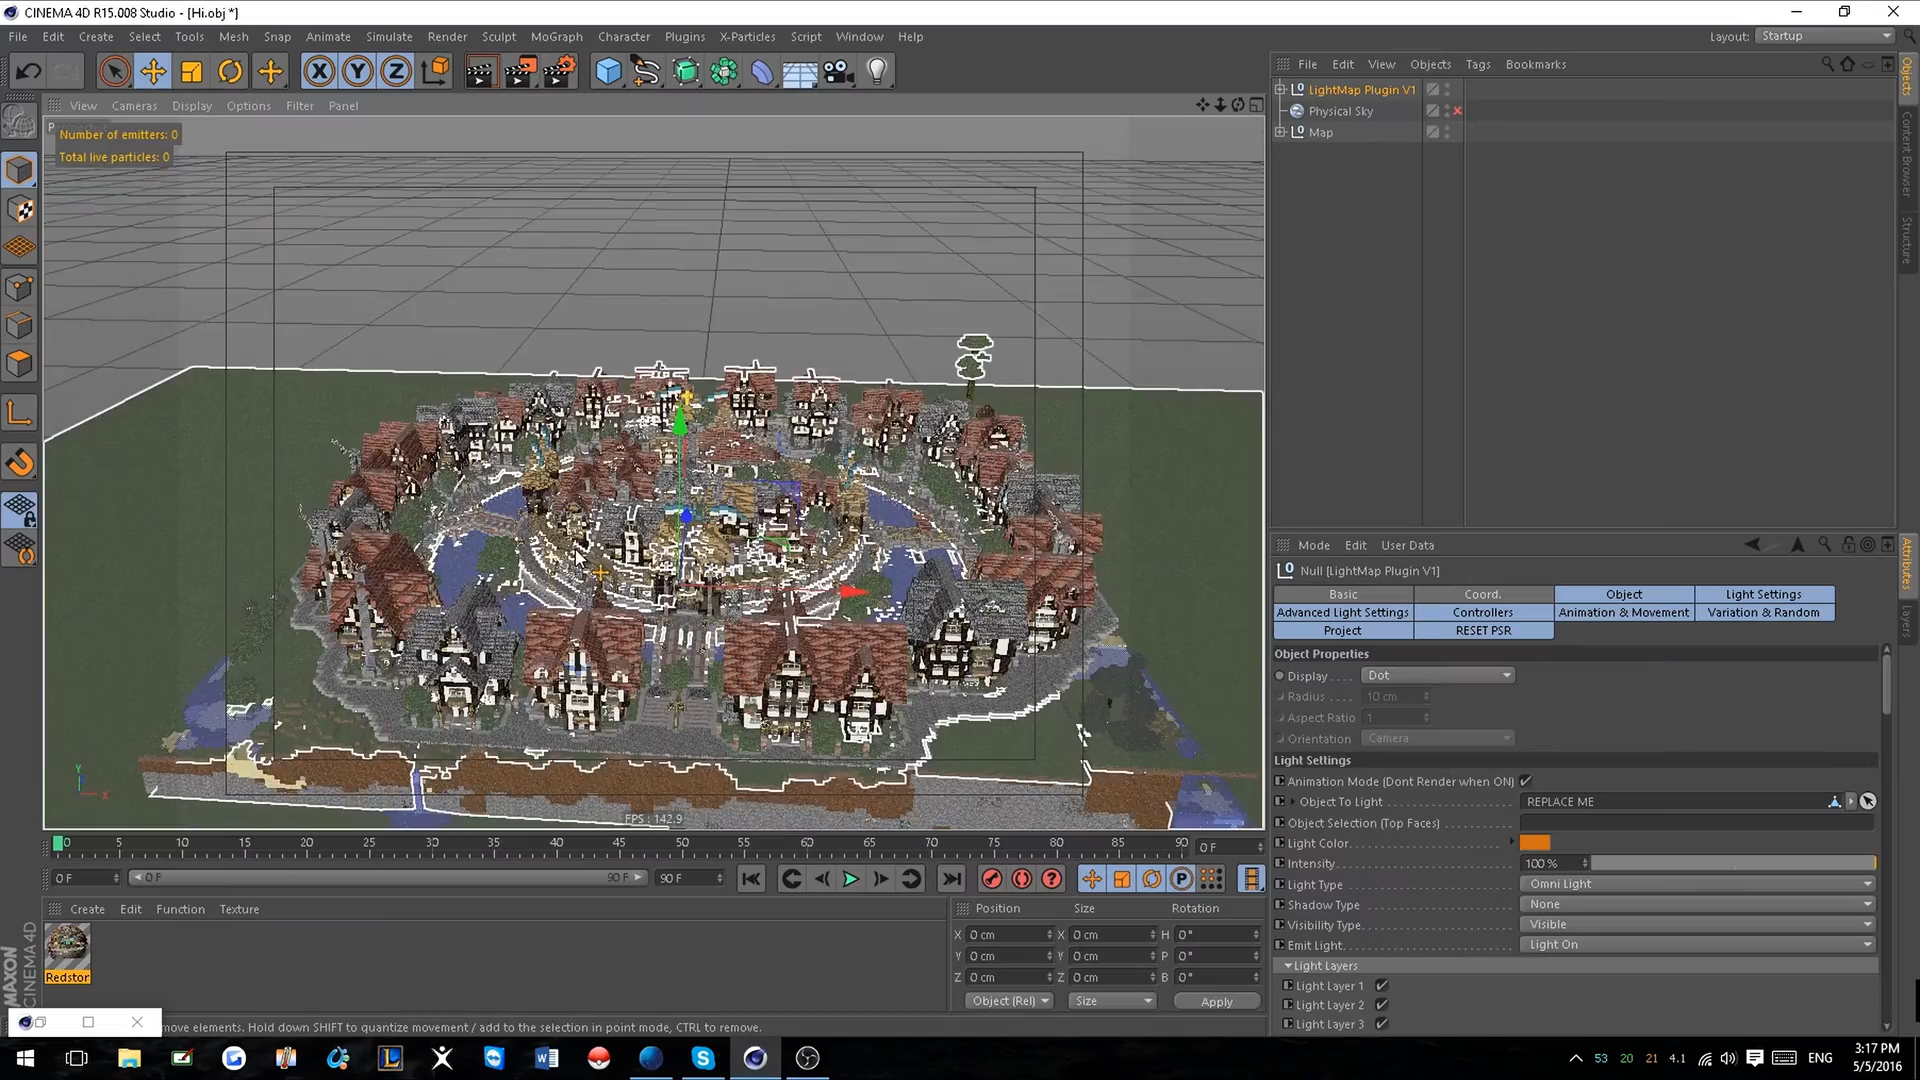 CINEMA 4D R15.008 Studio - [Hi.obj *]
File Edit Create Select Tools Mesh Snap Animate Simulate Render Sculpt MoGraph Character Plugins X-Particles Script Window Help
Layout: Startup
View Cameras Display Options Filter Panel
Number of emitters: 0
Total live particles: 0
FPS : 142.9
Y
X
File Edit View Objects Tags Bookmarks
LightMap Plugin V1
Physical Sky
Map
Objects
Content Browser
Structure
Mode Edit User Data
Null [LightMap Plugin V1]
Basic Coord. Object Light Settings
Advanced Light Settings Controllers Animation & Movement Variation & Random
Project RESET PSR
Object Properties
Display . . . . Dot
Radius . . . . 10 cm
Aspect Ratio 1
Orientation Camera
Light Settings
Animation Mode (Dont Render when ON)
Object To Light REPLACE ME
Object Selection (Top Faces)
Light Color
Intensity 100 %
Light Type Omni Light
Shadow Type None
Visibility Type Visible
Emit Light Light On
Light Layers
Light Layer 1
Light Layer 2
Light Layer 3
Attributes
Layers
0 5 10 15 20 25 30 35 40 45 50 55 60 65 70 75 80 85 90 0 F
0 F 0 F 90 F 90 F
Create Edit Function Texture
Redstor
Position Size Rotation
X 0 cm X 0 cm H 0°
Y 0 cm Y 0 cm P 0°
Z 0 cm Z 0 cm B 0°
Object (Rel) Size Apply
MAXON
CINEMA 4D
move elements. Hold down SHIFT to quantize movement / add to the selection in point mode, CTRL to remove.
53 20 21 4.1 ENG
3:17 PM
5/5/2016